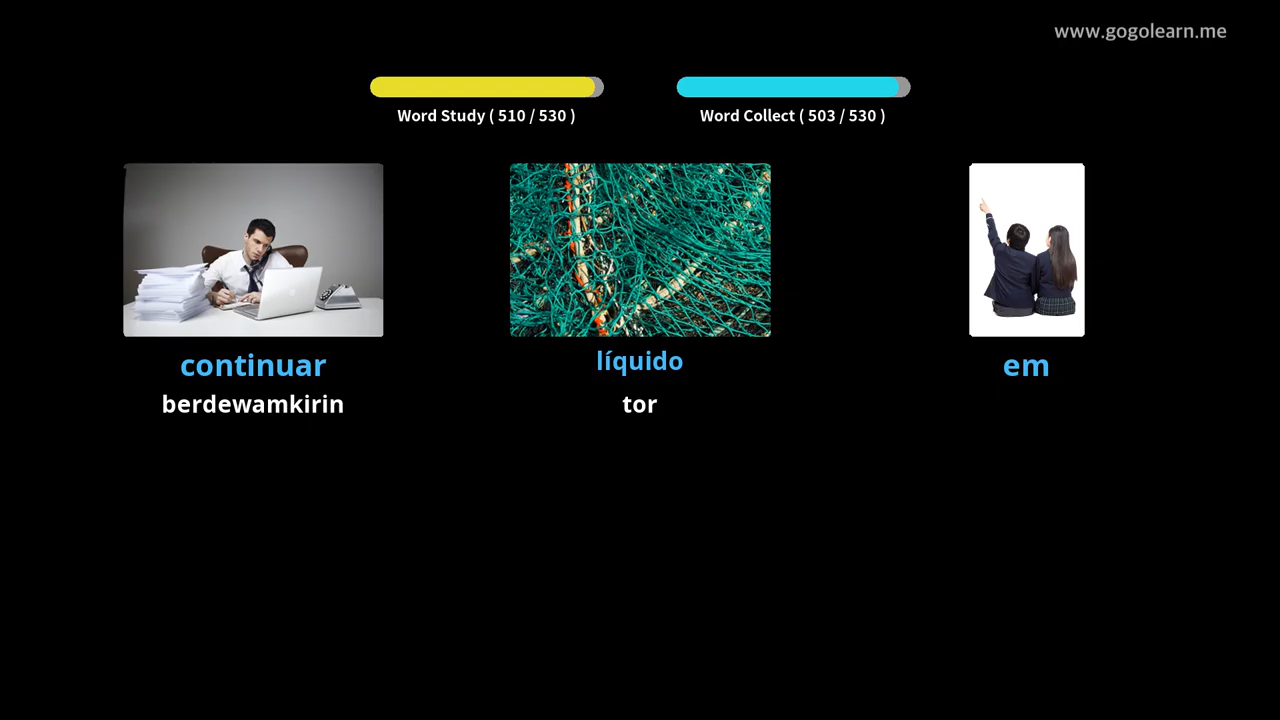 www.gogolearn.me
Word Study ( 510 / 530 )
Word Collect ( 503 / 530 )
continuar
berdewamkirin
líquido
tor
em